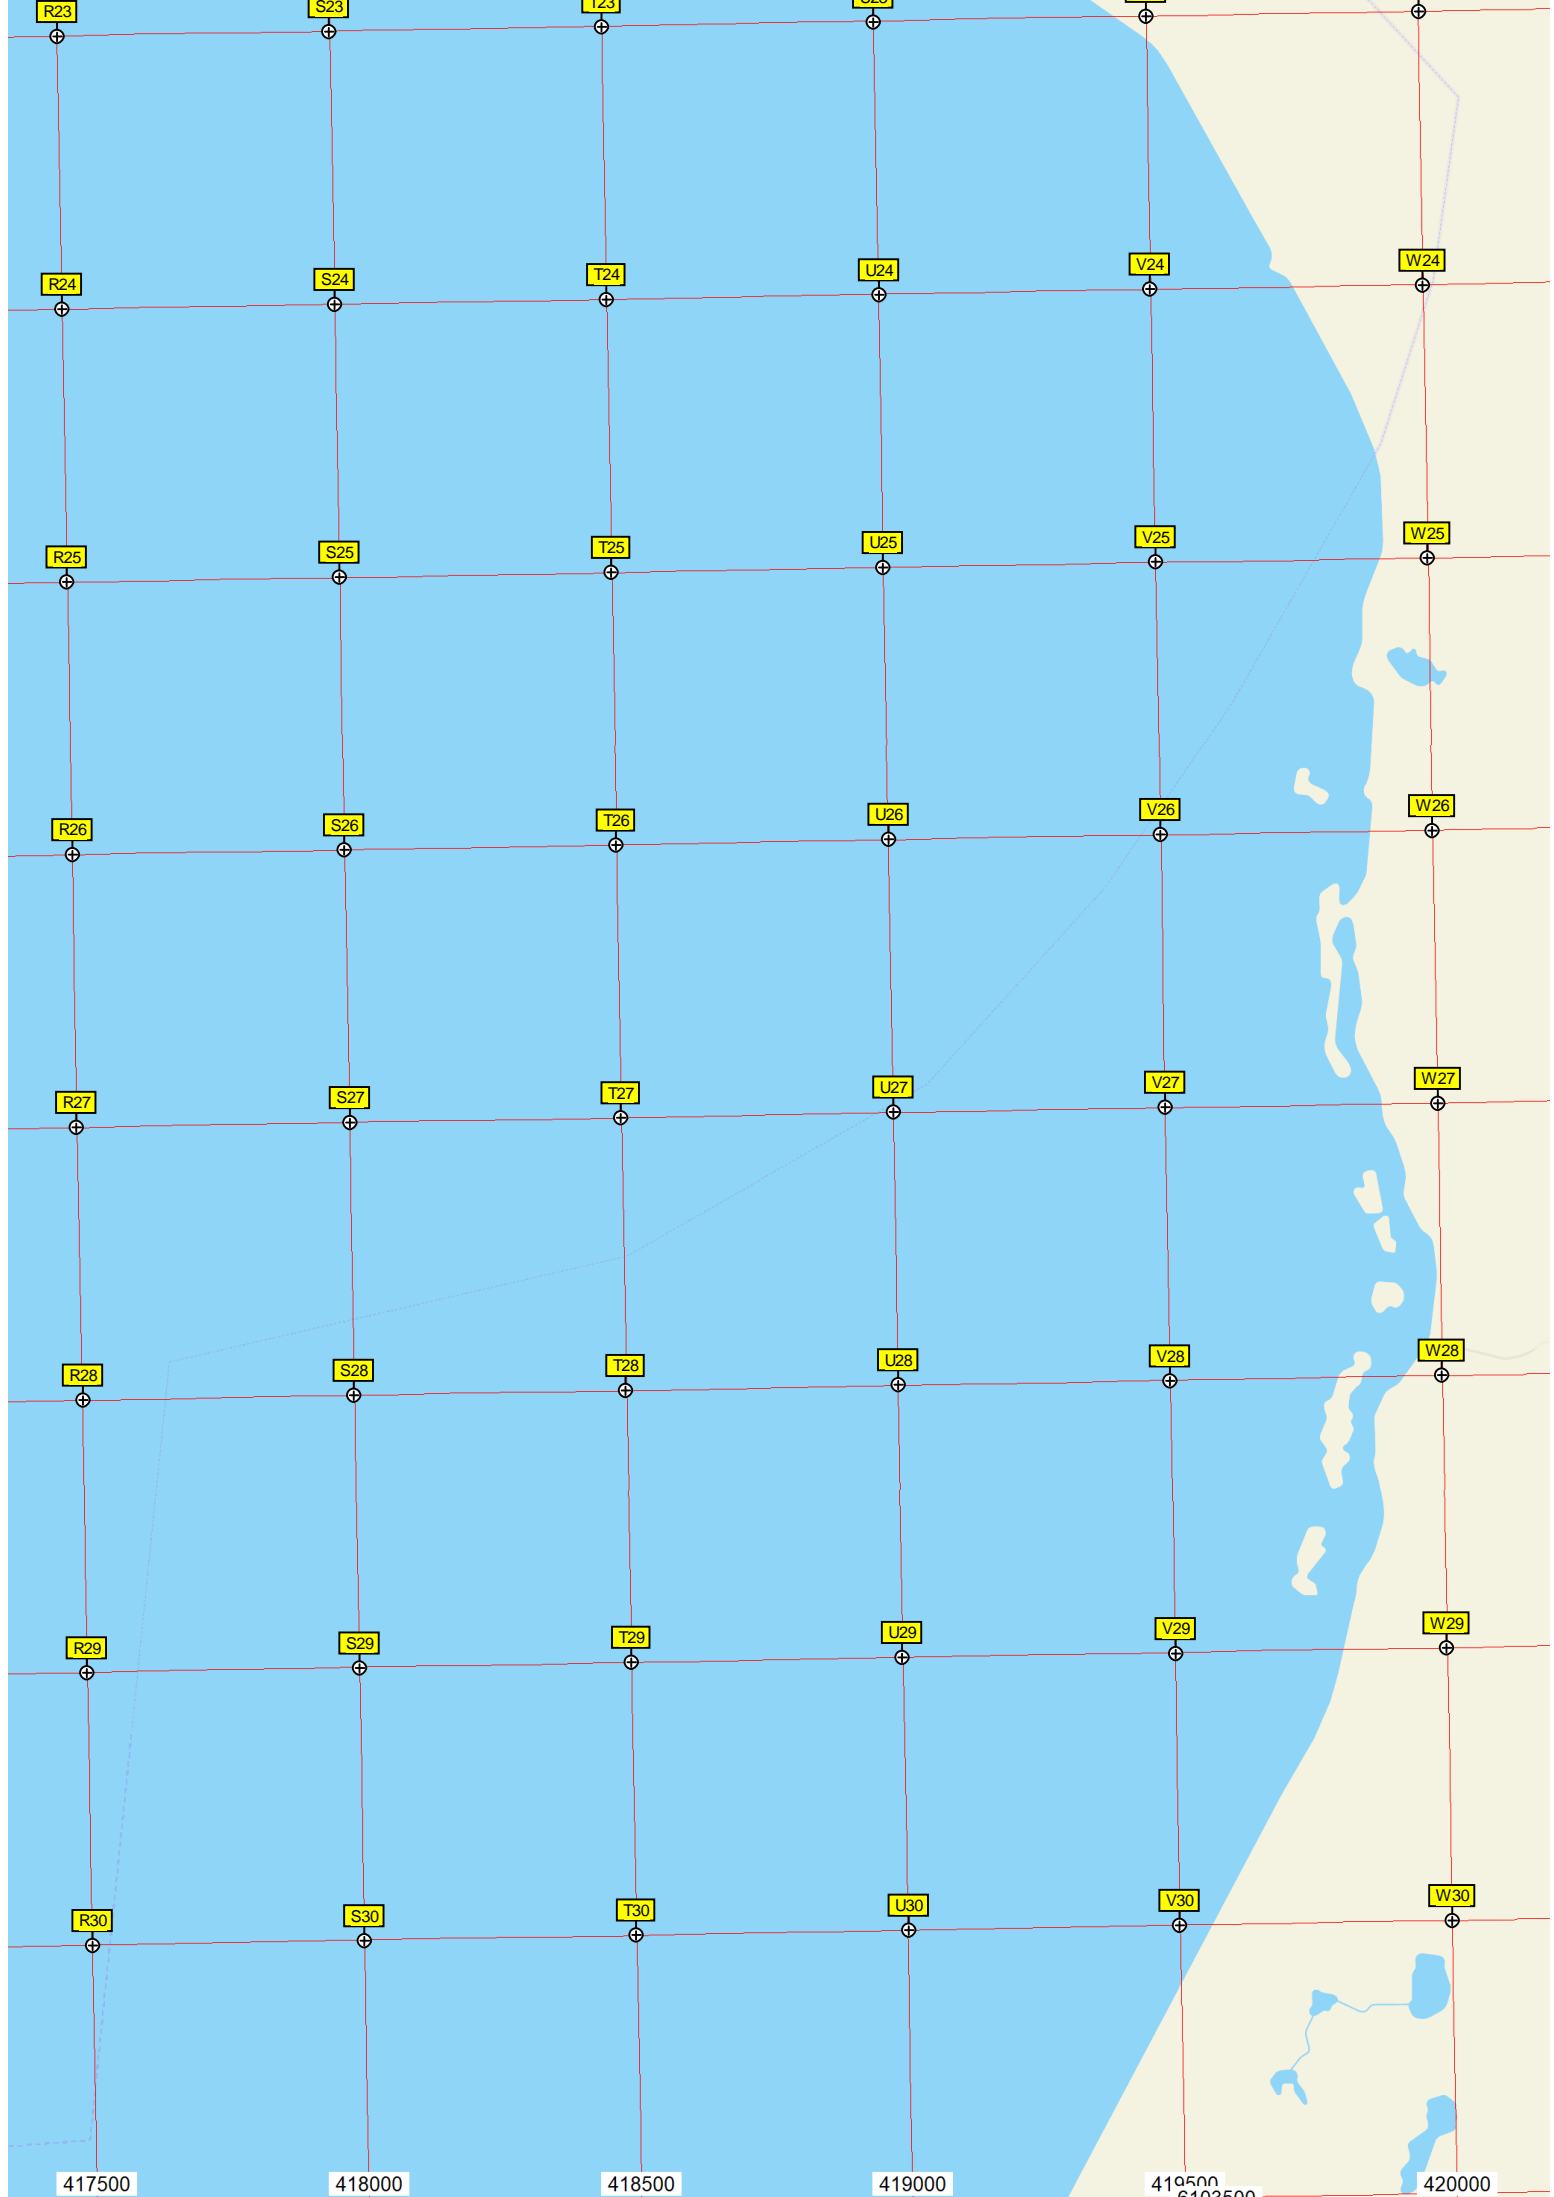 R23 S23 T23 U23
R24 S24 T24 U24 V24 W24
R25 S25 T25 U25 V25 W25
R26 S26 T26 U26 V26 W26
R27 S27 T27 U27 V27 W27
R28 S28 T28 U28 V28 W28
R29 S29 T29 U29 V29 W29
R30 S30 T30 U30 V30 W30
417500 418000 418500 419000 419500 420000
6103500